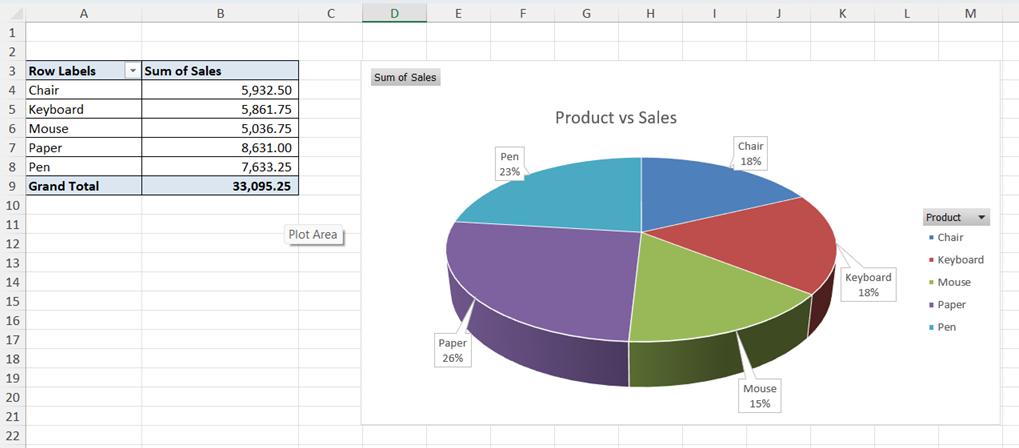 A B C D E F G H I J K L M
1
2
3 Row Labels Sum of Sales
4 Chair 5,932.50
5 Keyboard 5,861.75
6 Mouse 5,036.75
7 Paper 8,631.00
8 Pen 7,633.25
9 Grand Total 33,095.25
10
11
12
13
14
15
16
17
18
19
20
21
22
Plot Area
Sum of Sales
Product vs Sales
Pen
23%
Chair
18%
Keyboard
18%
Paper
26%
Mouse
15%
Product
Chair
Keyboard
Mouse
Paper
Pen